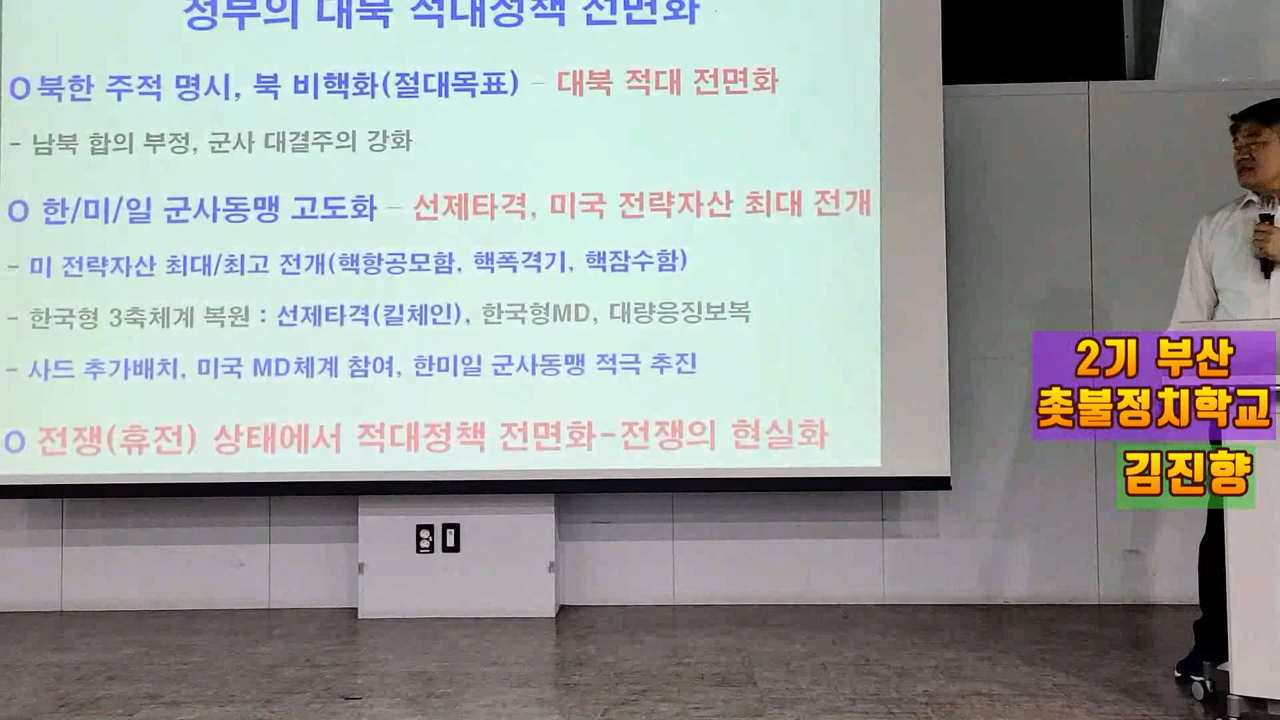 정부의 대북 적대정책 전면화
O 북한 주적 명시, 북 비핵화(절대목표) – 대북 적대 전면화
- 남북 합의 부정, 군사 대결주의 강화
O 한/미/일 군사동맹 고도화 – 선제타격, 미국 전략자산 최대 전개
- 미 전략자산 최대/최고 전개(핵항공모함, 핵폭격기, 핵잠수함)
- 한국형 3축체계 복원 : 선제타격(킬체인), 한국형MD, 대량응징보복
- 사드 추가배치, 미국 MD체계 참여, 한미일 군사동맹 적극 추진
O 전쟁(휴전) 상태에서 적대정책 전면화-전쟁의 현실화
2기 부산
촛불정치학교
김진향